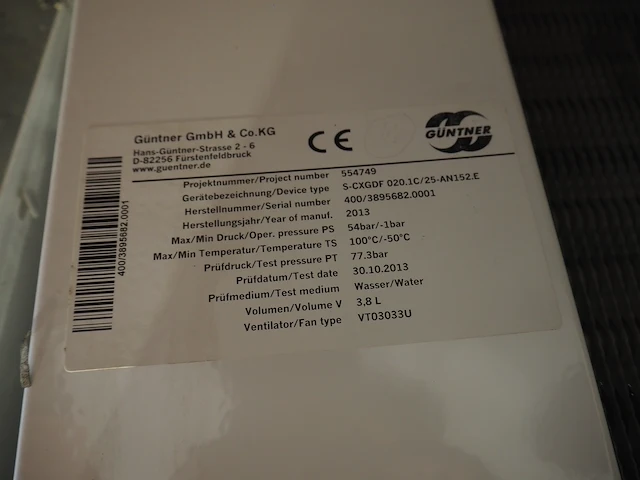 Güntner GmbH & Co.KG
Hans-Güntner-Strasse 2 - 6
D-82256 Fürstenfeldbruck
www.guentner.de
CE
GÜNTNER
Projektnummer/Project number 554749
Gerätebezeichnung/Device type S-CXGDF 020.1C/25-AN152.E
Herstellnummer/Serial number 400/3895682.0001
Herstellungsjahr/Year of manuf. 2013
Max/Min Druck/Oper. pressure PS 54bar/-1bar
Max/Min Temperatur/Temperature TS 100°C/-50°C
Prüfdruck/Test pressure PT 77.3bar
Prüfdatum/Test date 30.10.2013
Prüfmedium/Test medium Wasser/Water
Volumen/Volume V 3,8 L
Ventilator/Fan type VT03033U
400/3895682.0001